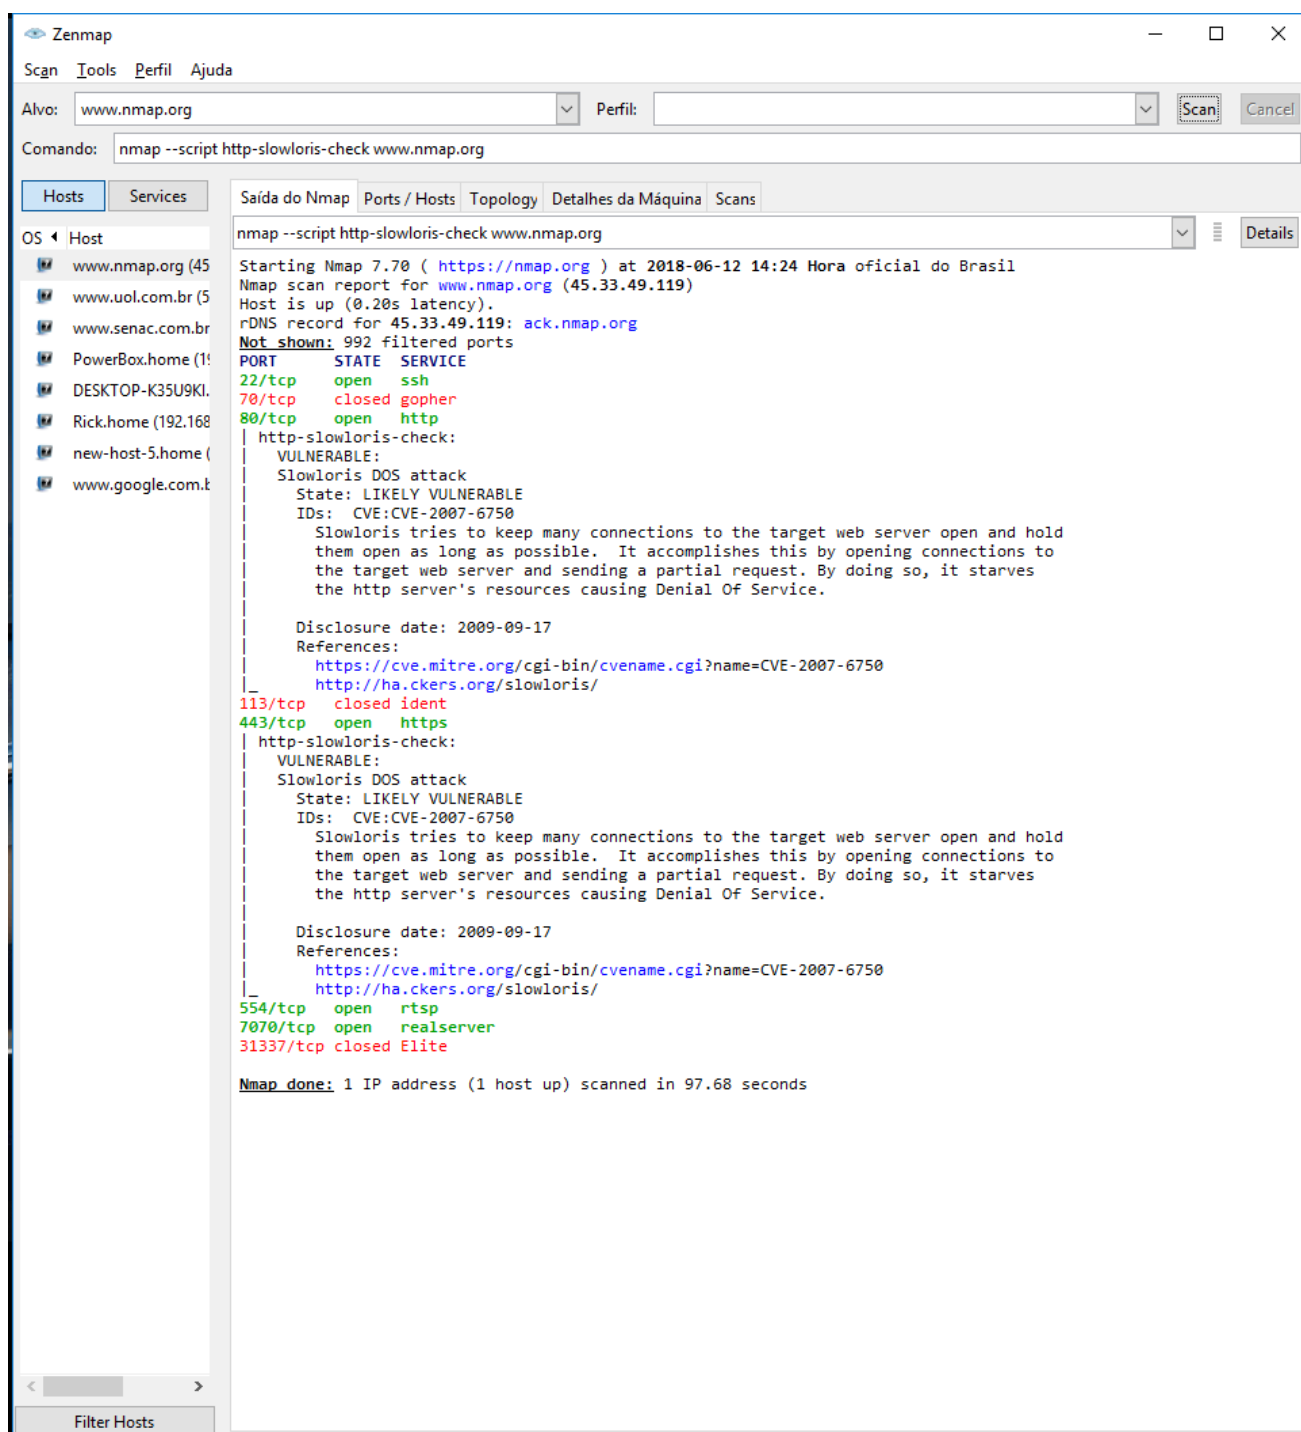 Zenmap
Scan Tools Perfil Ajuda
Alvo: www.nmap.org Perfil: Scan Cancel
Comando: nmap --script http-slowloris-check www.nmap.org
Hosts Services
OS Host
www.nmap.org (45
www.uol.com.br (5
www.senac.com.br
PowerBox.home (19
DESKTOP-K35U9KI.
Rick.home (192.168
new-host-5.home (
www.google.com.b
Filter Hosts
Saída do Nmap Ports / Hosts Topology Detalhes da Máquina Scans
nmap --script http-slowloris-check www.nmap.org Details
Starting Nmap 7.70 ( https://nmap.org ) at 2018-06-12 14:24 Hora oficial do Brasil
Nmap scan report for www.nmap.org (45.33.49.119)
Host is up (0.20s latency).
rDNS record for 45.33.49.119: ack.nmap.org
Not shown: 992 filtered ports
PORT STATE SERVICE
22/tcp open ssh
70/tcp closed gopher
80/tcp open http
| http-slowloris-check:
| VULNERABLE:
| Slowloris DOS attack
| State: LIKELY VULNERABLE
| IDs: CVE:CVE-2007-6750
| Slowloris tries to keep many connections to the target web server open and hold
| them open as long as possible. It accomplishes this by opening connections to
| the target web server and sending a partial request. By doing so, it starves
| the http server's resources causing Denial Of Service.
|
| Disclosure date: 2009-09-17
| References:
| https://cve.mitre.org/cgi-bin/cvename.cgi?name=CVE-2007-6750
|_ http://ha.ckers.org/slowloris/
113/tcp closed ident
443/tcp open https
| http-slowloris-check:
| VULNERABLE:
| Slowloris DOS attack
| State: LIKELY VULNERABLE
| IDs: CVE:CVE-2007-6750
| Slowloris tries to keep many connections to the target web server open and hold
| them open as long as possible. It accomplishes this by opening connections to
| the target web server and sending a partial request. By doing so, it starves
| the http server's resources causing Denial Of Service.
|
| Disclosure date: 2009-09-17
| References:
| https://cve.mitre.org/cgi-bin/cvename.cgi?name=CVE-2007-6750
|_ http://ha.ckers.org/slowloris/
554/tcp open rtsp
7070/tcp open realserver
31337/tcp closed Elite
Nmap done: 1 IP address (1 host up) scanned in 97.68 seconds